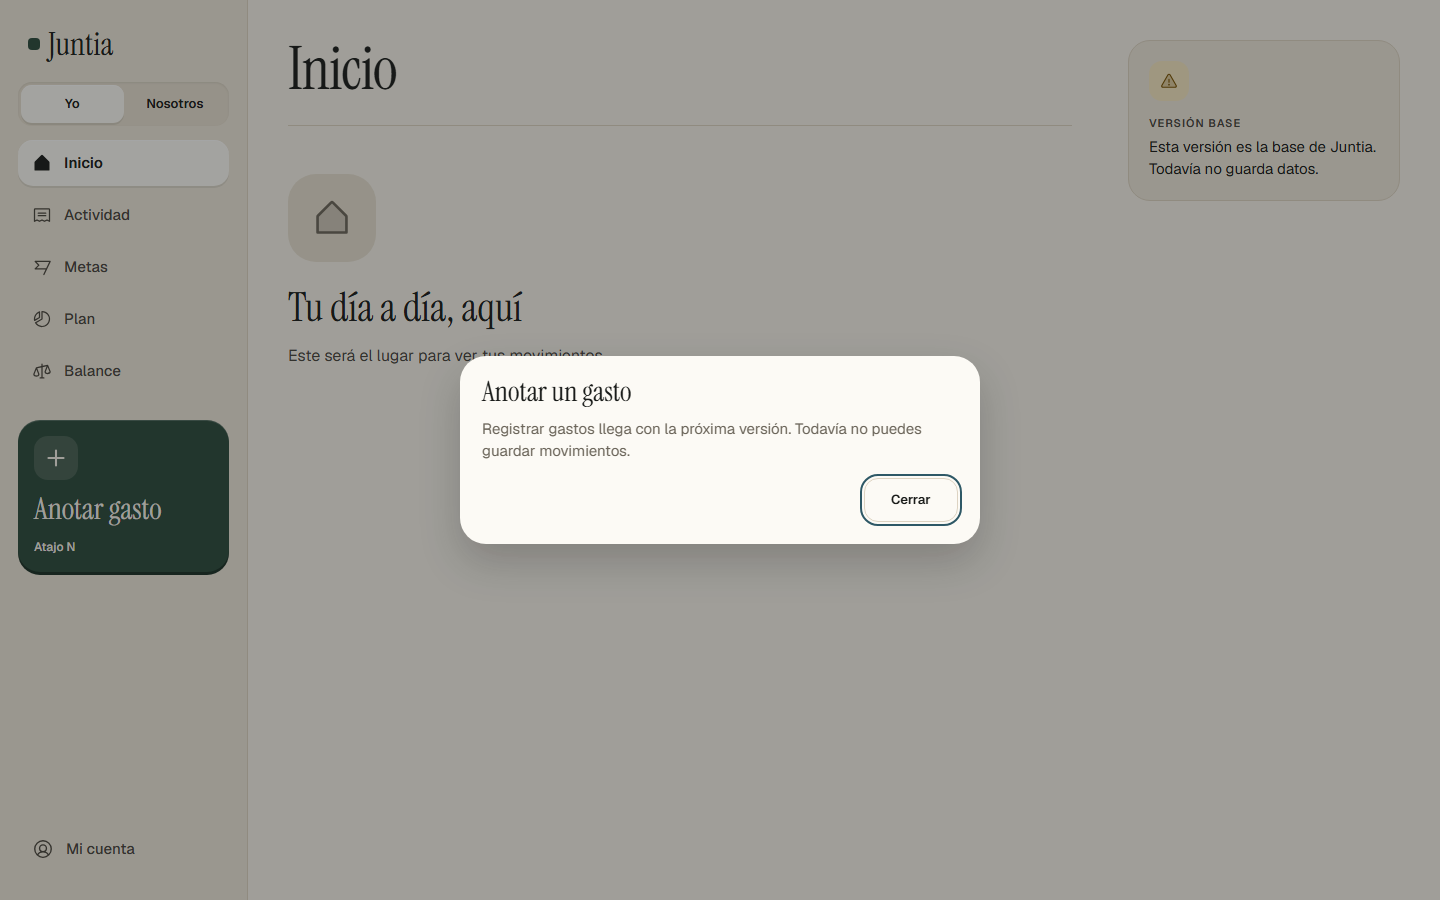 Juntia
Yo
Nosotros
Inicio
Actividad
Metas
Plan
Balance
Anotar gasto
Atajo N
Mi cuenta
Inicio
Tu día a día, aquí
Este será el lugar para ver tus movimientos.
Anotar un gasto
Registrar gastos llega con la próxima versión. Todavía no puedes
guardar movimientos.
Cerrar
VERSIÓN BASE
Esta versión es la base de Juntia.
Todavía no guarda datos.